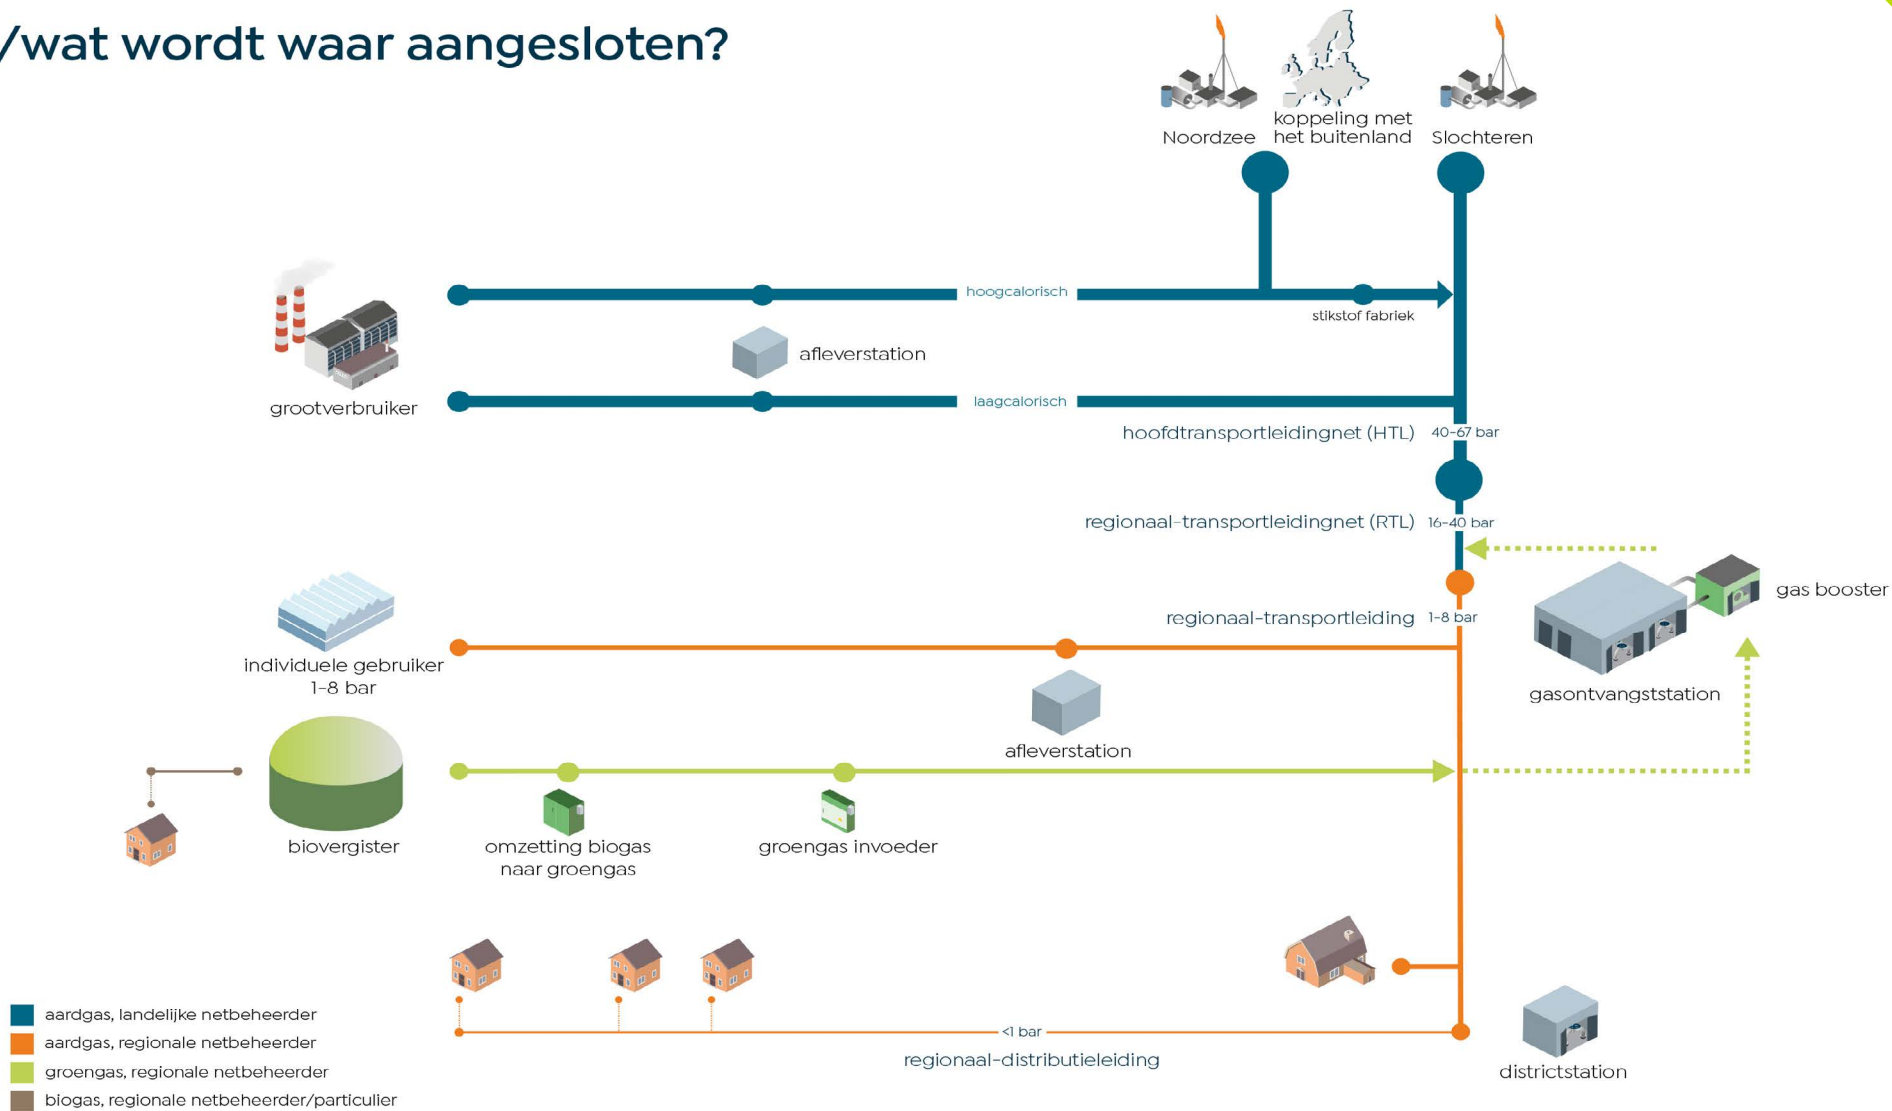 /wat wordt waar aangesloten?
Noordzee
koppeling met
het buitenland
Slochteren
hoogcalorisch
stikstof fabriek
afleverstation
grootverbruiker
laagcalorisch
hoofdtransportleidingnet (HTL)
40-67 bar
regionaal-transportleidingnet (RTL)
16-40 bar
gas booster
regionaal-transportleiding
1-8 bar
individuele gebruiker
1-8 bar
gasontvangststation
afleverstation
biovergister
omzetting biogas
naar groengas
groengas invoeder
<1 bar
regionaal-distributieleiding
districtstation
aardgas, landelijke netbeheerder
aardgas, regionale netbeheerder
groengas, regionale netbeheerder
biogas, regionale netbeheerder/particulier